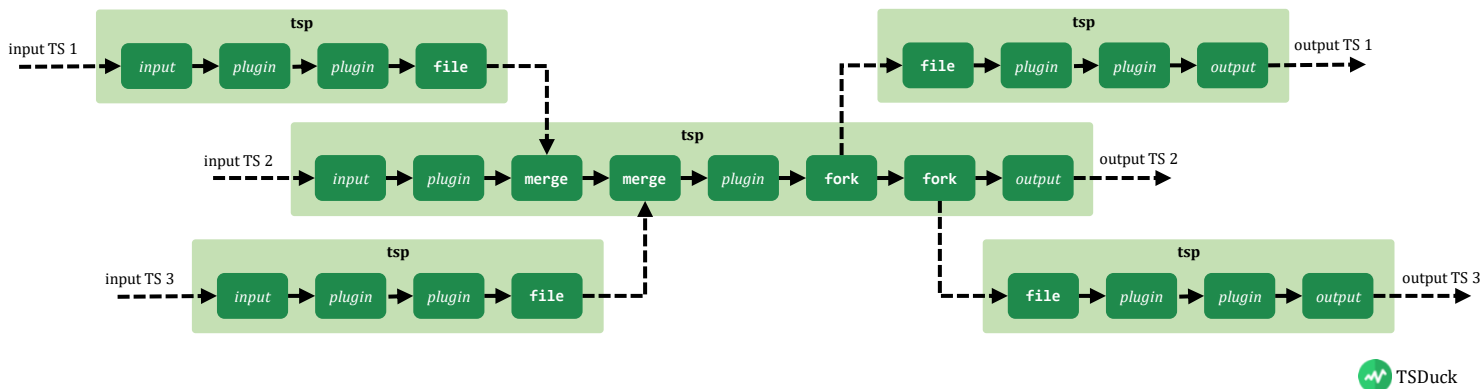 tsp
input TS 1
input
plugin
plugin
file
tsp
file
plugin
plugin
output
output TS 1
tsp
input TS 2
input
plugin
merge
merge
plugin
fork
fork
output
output TS 2
tsp
input TS 3
input
plugin
plugin
file
tsp
file
plugin
plugin
output
output TS 3
TSDuck